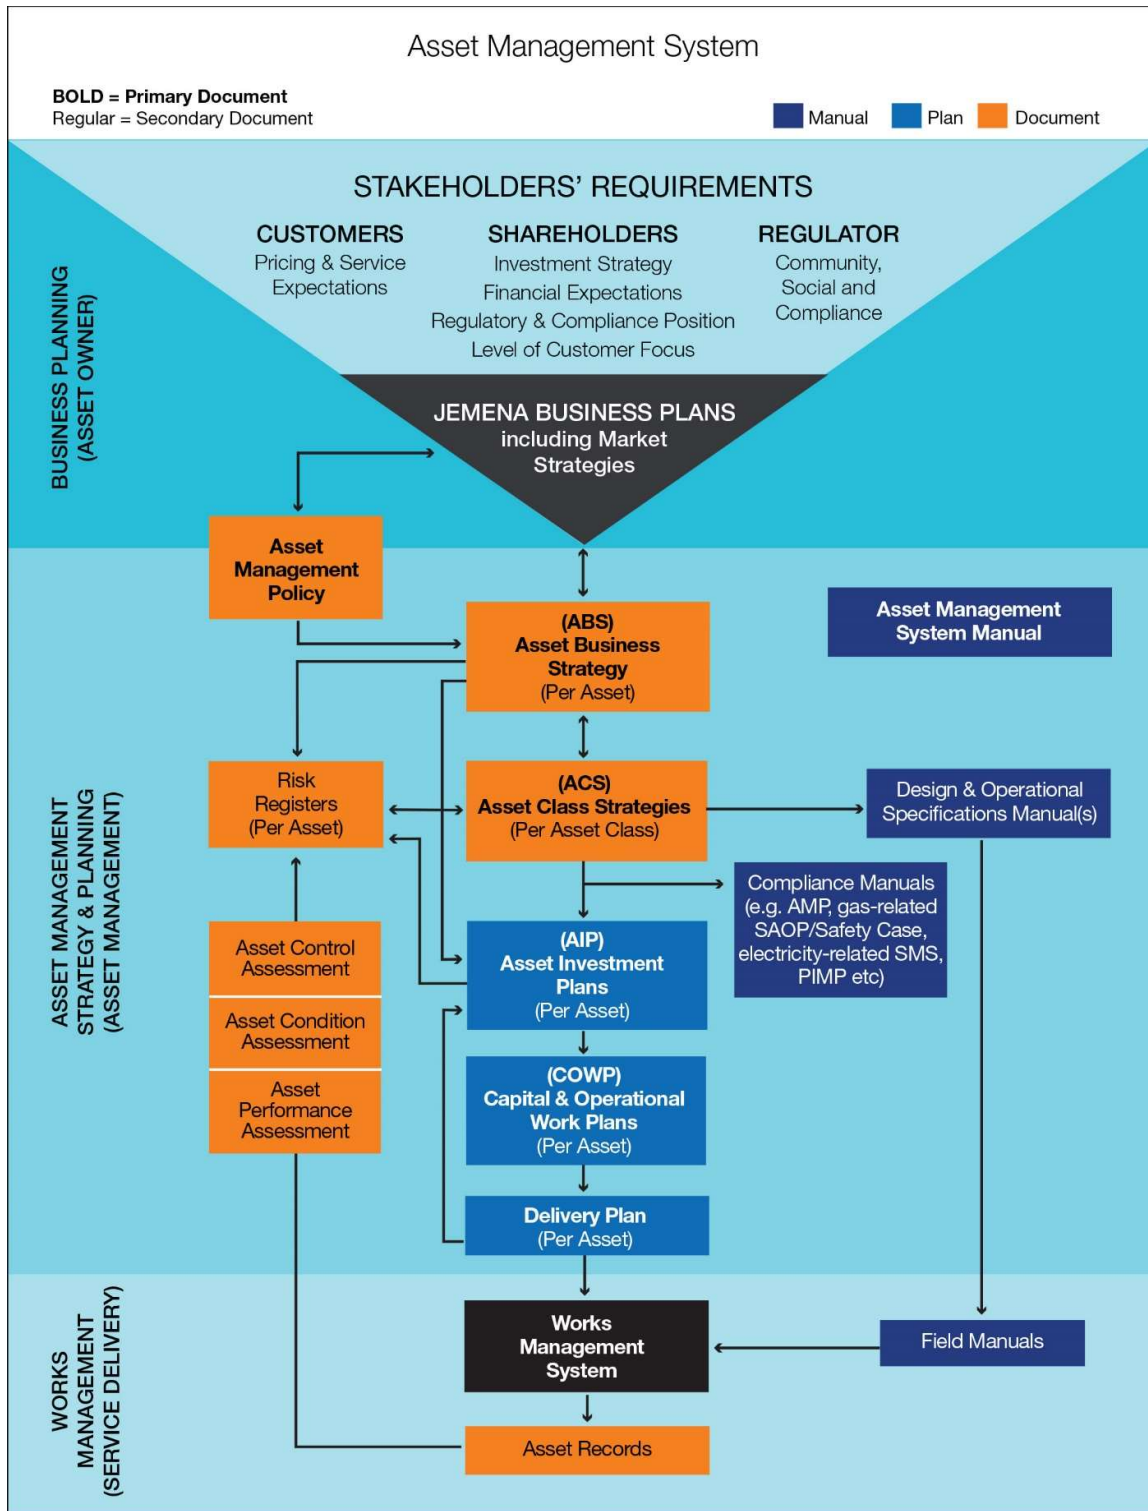 Asset Management System
BOLD = Primary Document
Regular = Secondary Document
Manual
Plan
Document
STAKEHOLDERS' REQUIREMENTS
CUSTOMERS
Pricing & Service
Expectations
SHAREHOLDERS
Investment Strategy
Financial Expectations
Regulatory & Compliance Position
Level of Customer Focus
REGULATOR
Community,
Social and
Compliance
BUSINESS PLANNING
(ASSET OWNER)
JEMENA BUSINESS PLANS
including Market
Strategies
Asset
Management
Policy
(ABS)
Asset Business
Strategy
(Per Asset)
Asset Management
System Manual
ASSET MANAGEMENT
STRATEGY & PLANNING
(ASSET MANAGEMENT)
Risk
Registers
(Per Asset)
(ACS)
Asset Class Strategies
(Per Asset Class)
Design & Operational
Specifications Manual(s)
Compliance Manuals
(e.g. AMP, gas-related
SAOP/Safety Case,
electricity-related SMS,
PIMP etc)
Asset Control
Assessment
Asset Condition
Assessment
Asset
Performance
Assessment
(AIP)
Asset Investment
Plans
(Per Asset)
(COWP)
Capital & Operational
Work Plans
(Per Asset)
Delivery Plan
(Per Asset)
WORKS
MANAGEMENT
(SERVICE DELIVERY)
Works
Management
System
Field Manuals
Asset Records